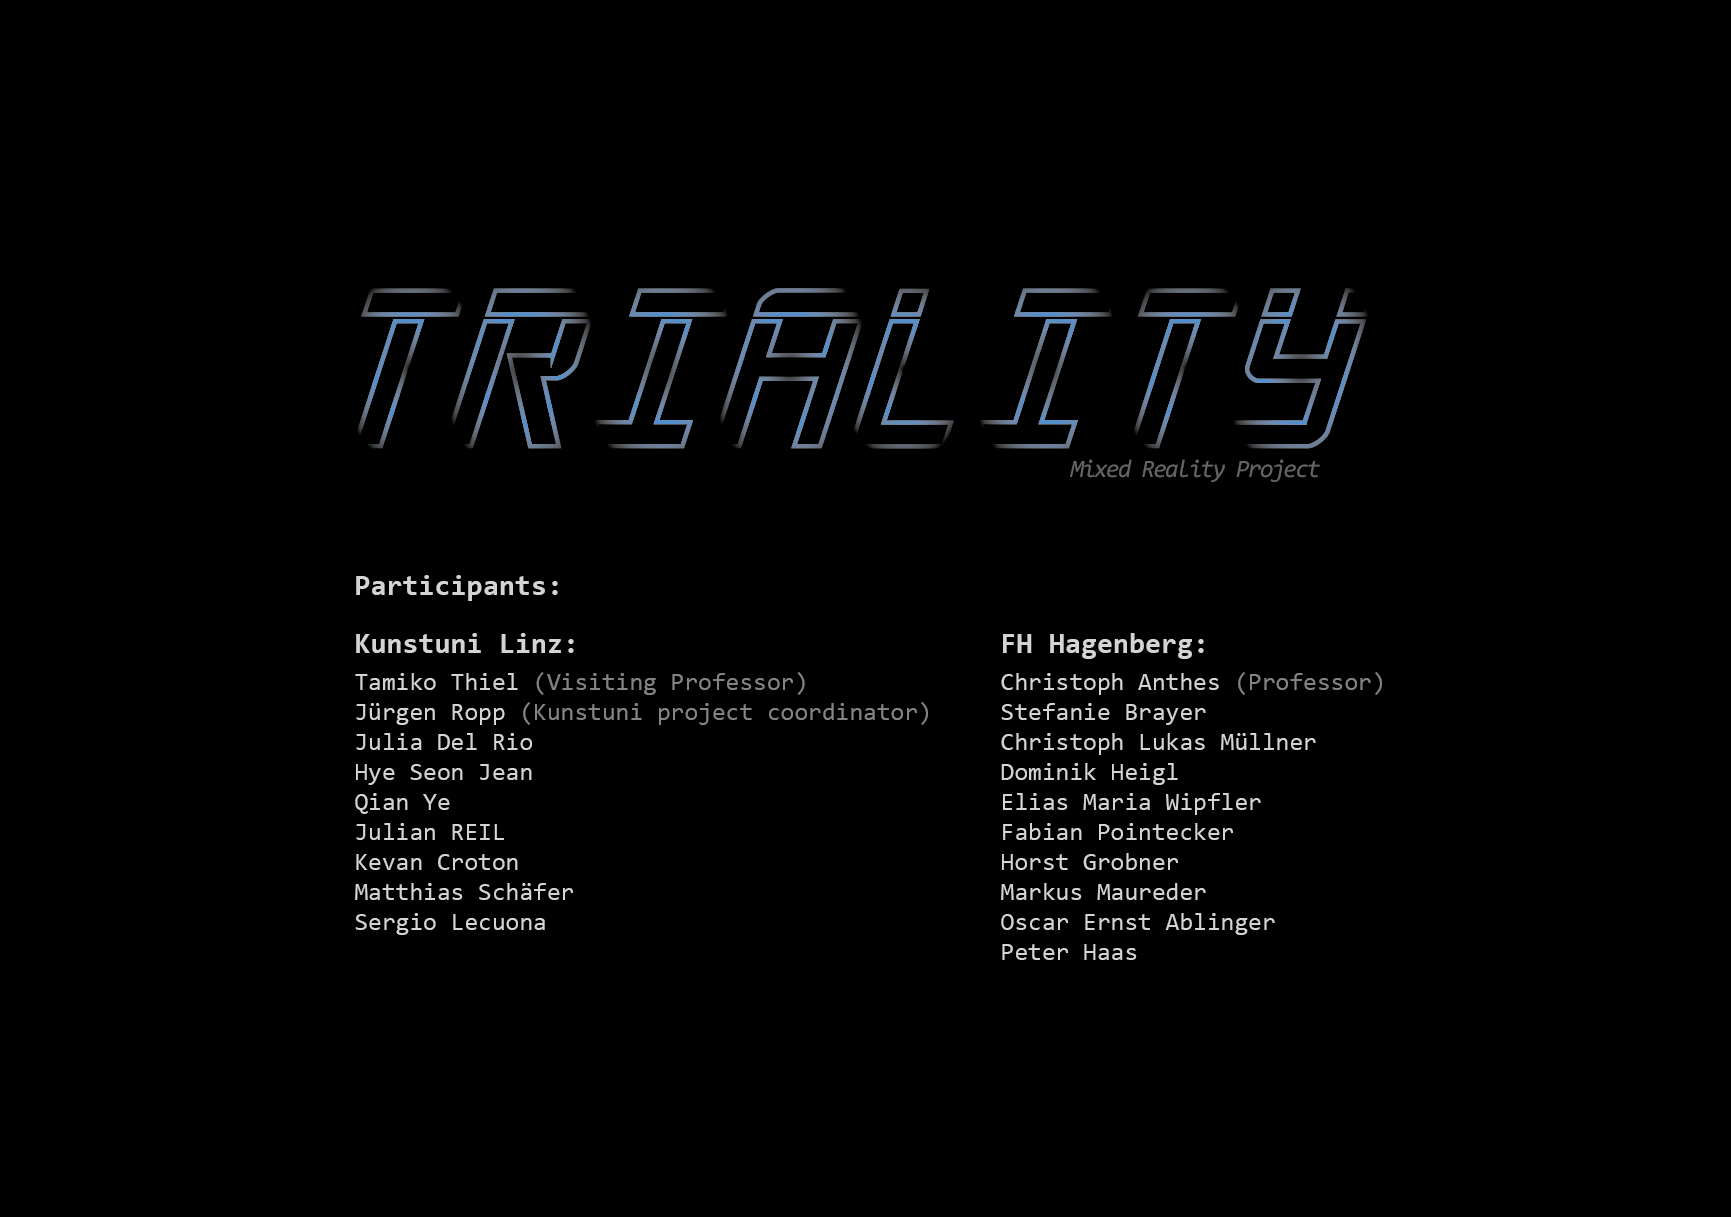 TRIALITY
Mixed Reality Project
Participants:
Kunstuni Linz:
Tamiko Thiel (Visiting Professor)
Jürgen Ropp (Kunstuni project coordinator)
Julia Del Rio
Hye Seon Jean
Qian Ye
Julian REIL
Kevan Croton
Matthias Schäfer
Sergio Lecuona
FH Hagenberg:
Christoph Anthes (Professor)
Stefanie Brayer
Christoph Lukas Müllner
Dominik Heigl
Elias Maria Wipfler
Fabian Pointecker
Horst Grobner
Markus Maureder
Oscar Ernst Ablinger
Peter Haas